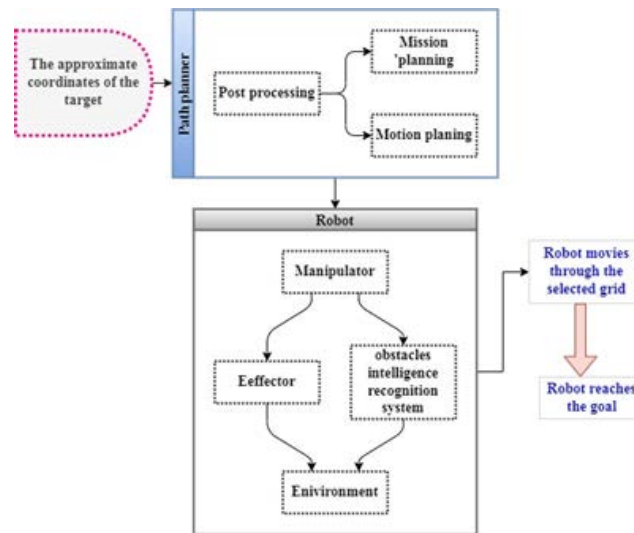 The approximate
coordinates of the
target
Path planner
Post processing
Mission
'planning
Motion planing
Robot
Manipulator
Eeffector
obstacles
intelligence
recognition
system
Enivironment
Robot movies
through the
selected grid
Robot reaches
the goal